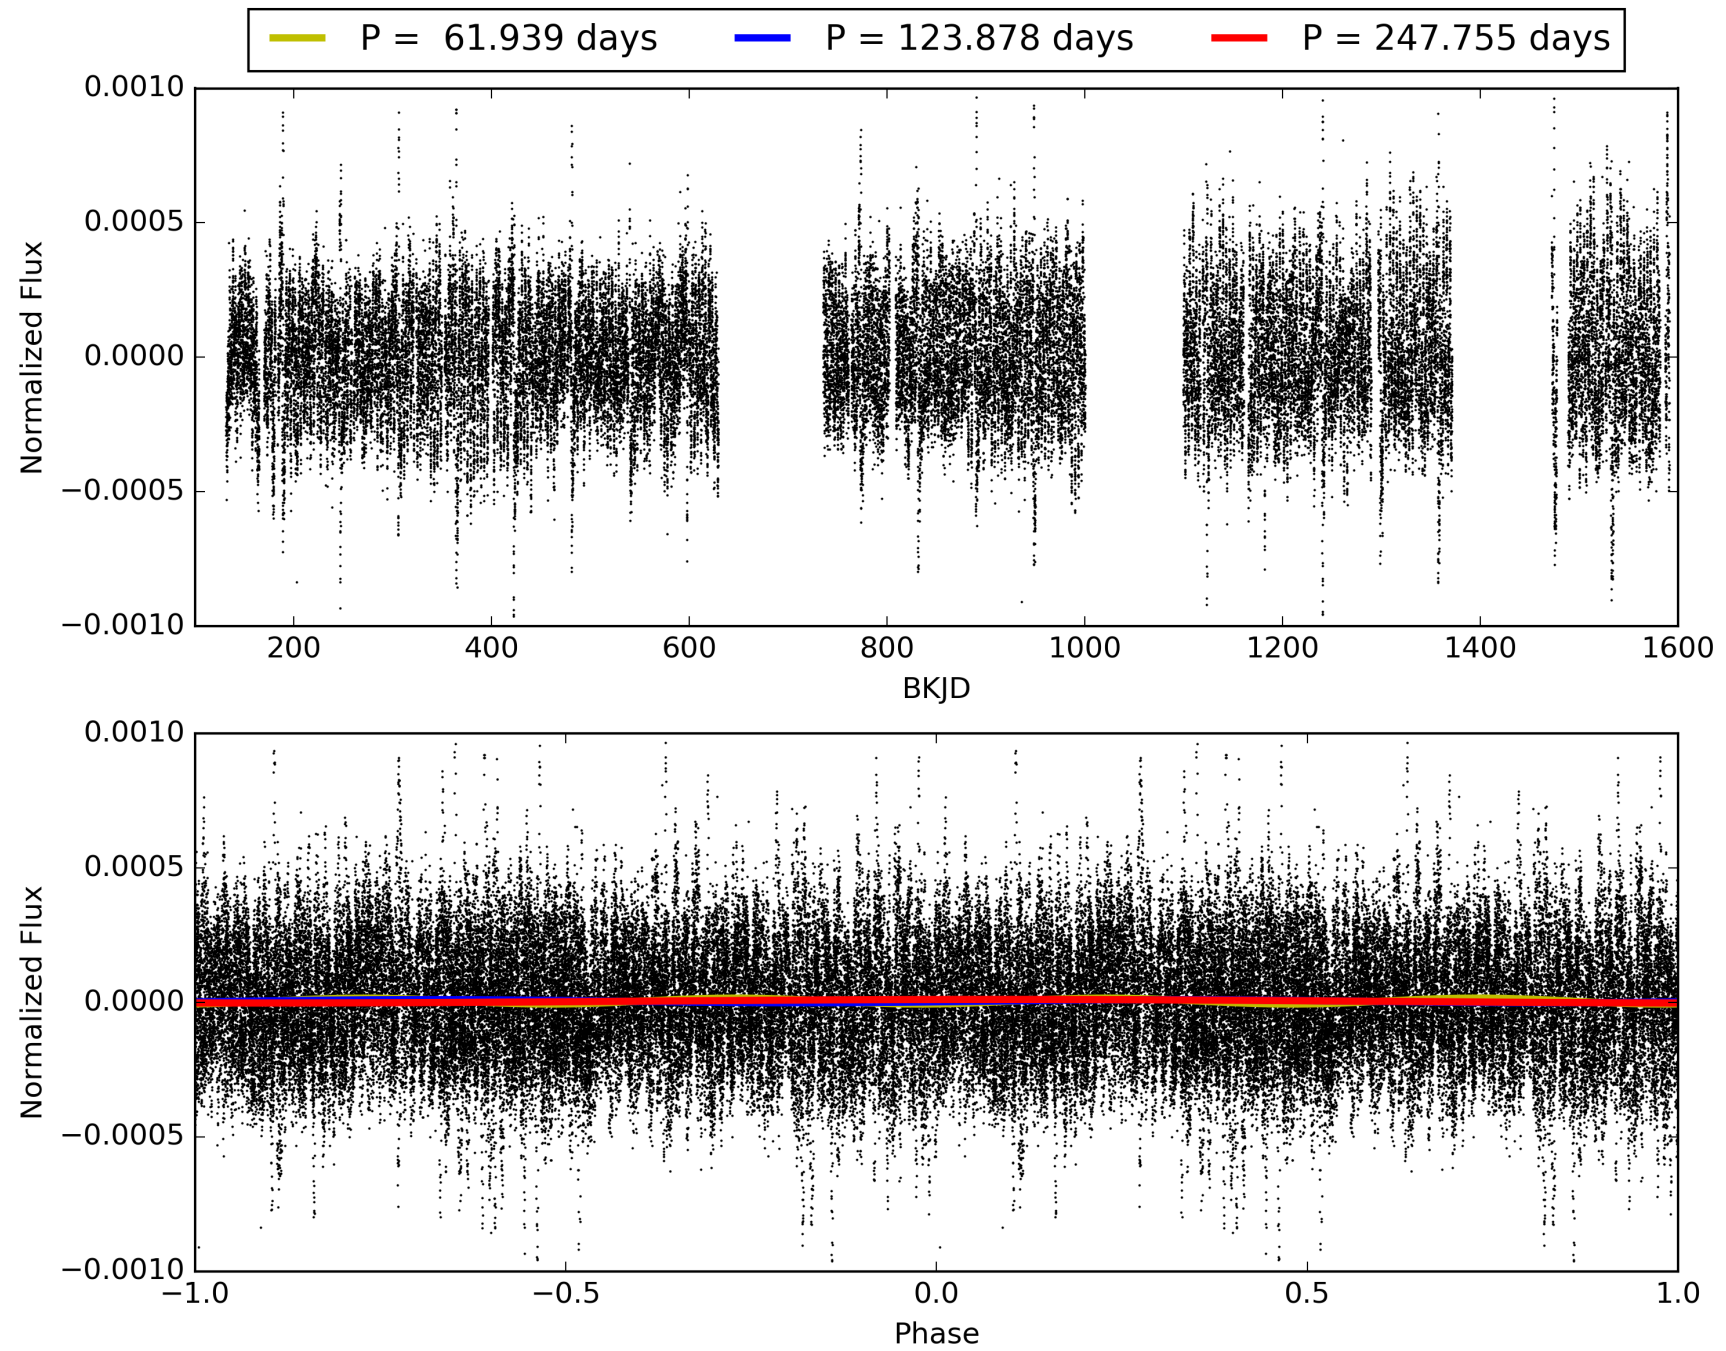 P = 61.939 days P = 123.878 days P = 247.755 days
0.0010
0.0005
0.0000
−0.0005
−0.0010
Normalized Flux
200 400 600 800 1000 1200 1400 1600
BKJD
0.0010
0.0005
0.0000
−0.0005
−0.0010
Normalized Flux
−1.0 −0.5 0.0 0.5 1.0
Phase